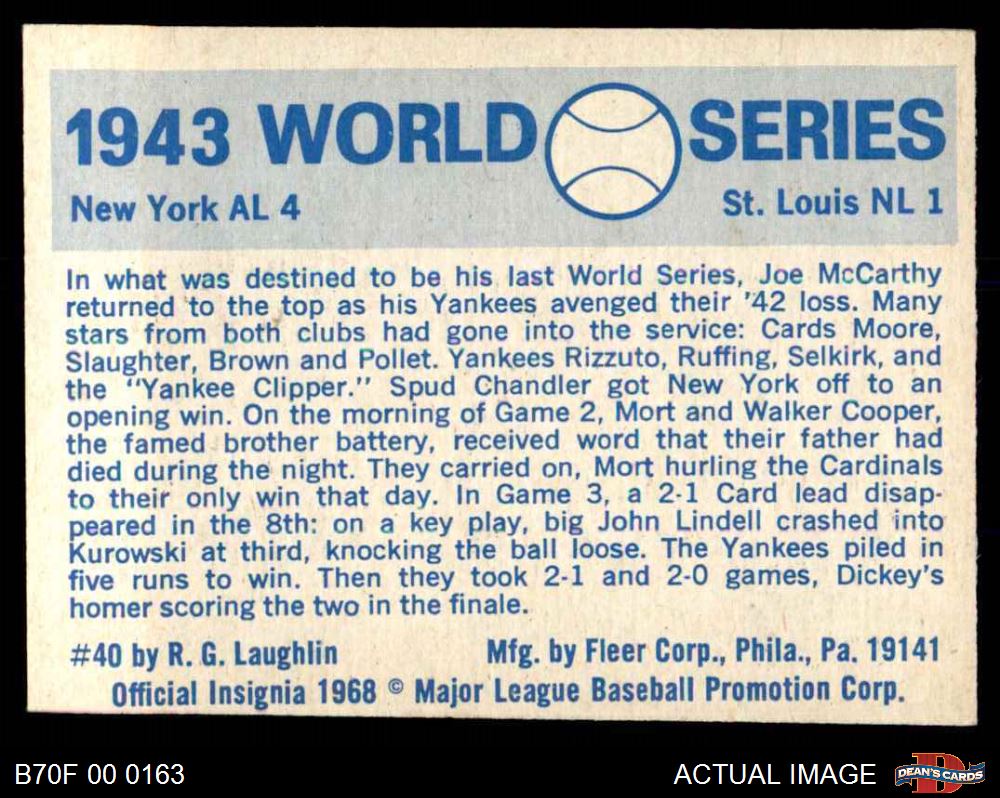 1943 WORLD SERIES
New York AL 4 St. Louis NL 1
In what was destined to be his last World Series, Joe McCarthy
returned to the top as his Yankees avenged their '42 loss. Many
stars from both clubs had gone into the service: Cards Moore,
Slaughter, Brown and Pollet. Yankees Rizzuto, Ruffing, Selkirk, and
the "Yankee Clipper." Spud Chandler got New York off to an
opening win. On the morning of Game 2, Mort and Walker Cooper,
the famed brother battery, received word that their father had
died during the night. They carried on, Mort hurling the Cardinals
to their only win that day. In Game 3, a 2-1 Card lead disap-
peared in the 8th: on a key play, big John Lindell crashed into
Kurowski at third, knocking the ball loose. The Yankees piled in
five runs to win. Then they took 2-1 and 2-0 games, Dickey's
homer scoring the two in the finale.
#40 by R. G. Laughlin Mfg. by Fleer Corp., Phila., Pa. 19141
Official Insignia 1968 © Major League Baseball Promotion Corp.
B70F 00 0163 ACTUAL IMAGE DEAN'S CARDS